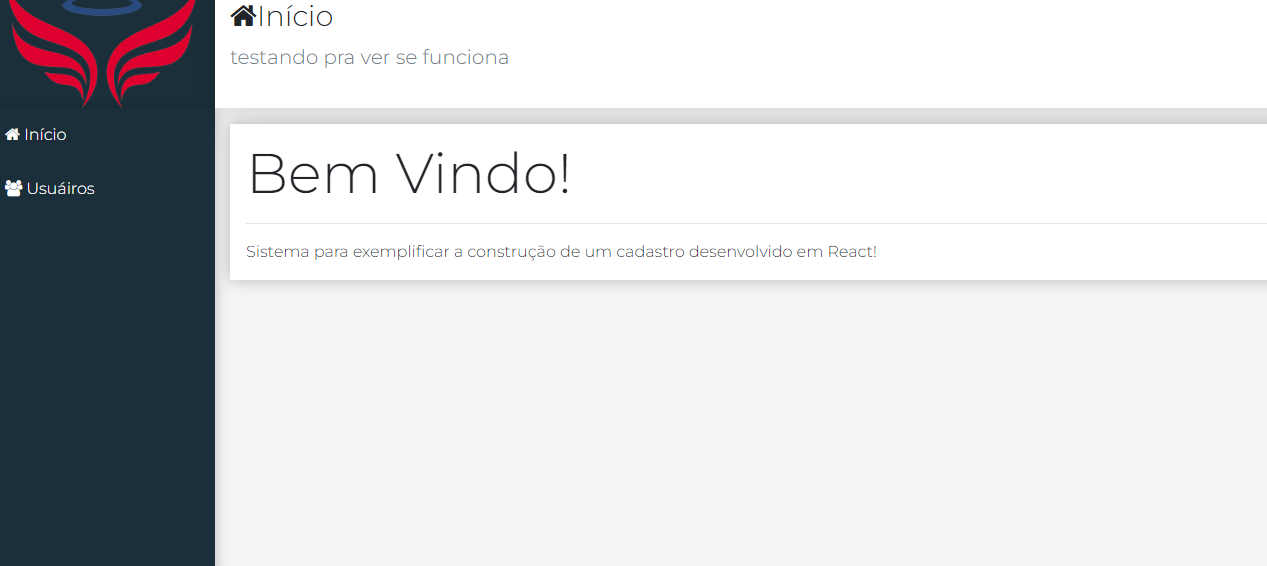 Início
testando pra ver se funciona
Início
Usuáiros
Bem Vindo!
Sistema para exemplificar a construção de um cadastro desenvolvido em React!